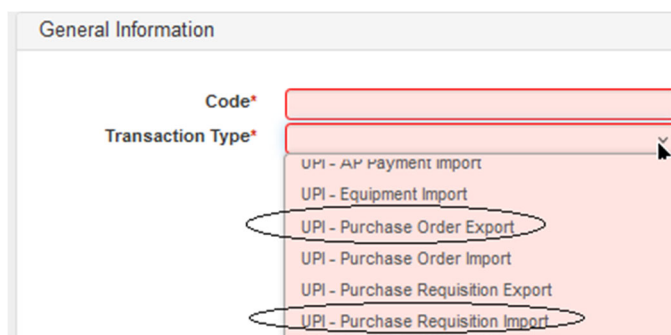 General Information
Code*
Transaction Type*
UPI - AP Payment Import
UPI - Equipment Import
UPI - Purchase Order Export
UPI - Purchase Order Import
UPI - Purchase Requisition Export
UPI - Purchase Requisition Import